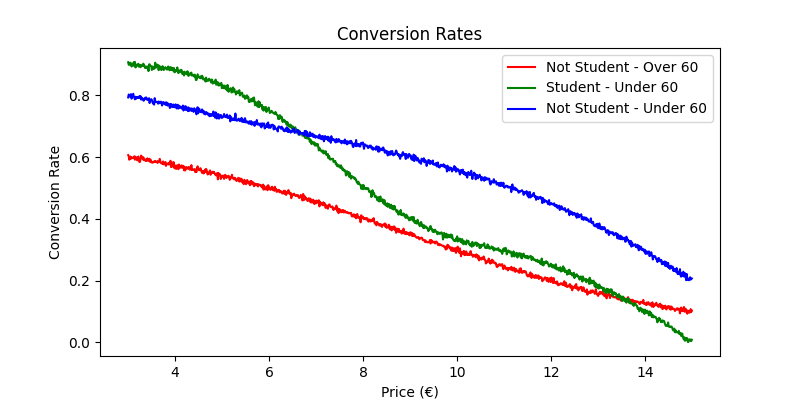 Conversion Rates
Not Student - Over 60
Student - Under 60
Not Student - Under 60
Conversion Rate
0.8
0.6
0.4
0.2
0.0
4 6 8 10 12 14
Price (€)